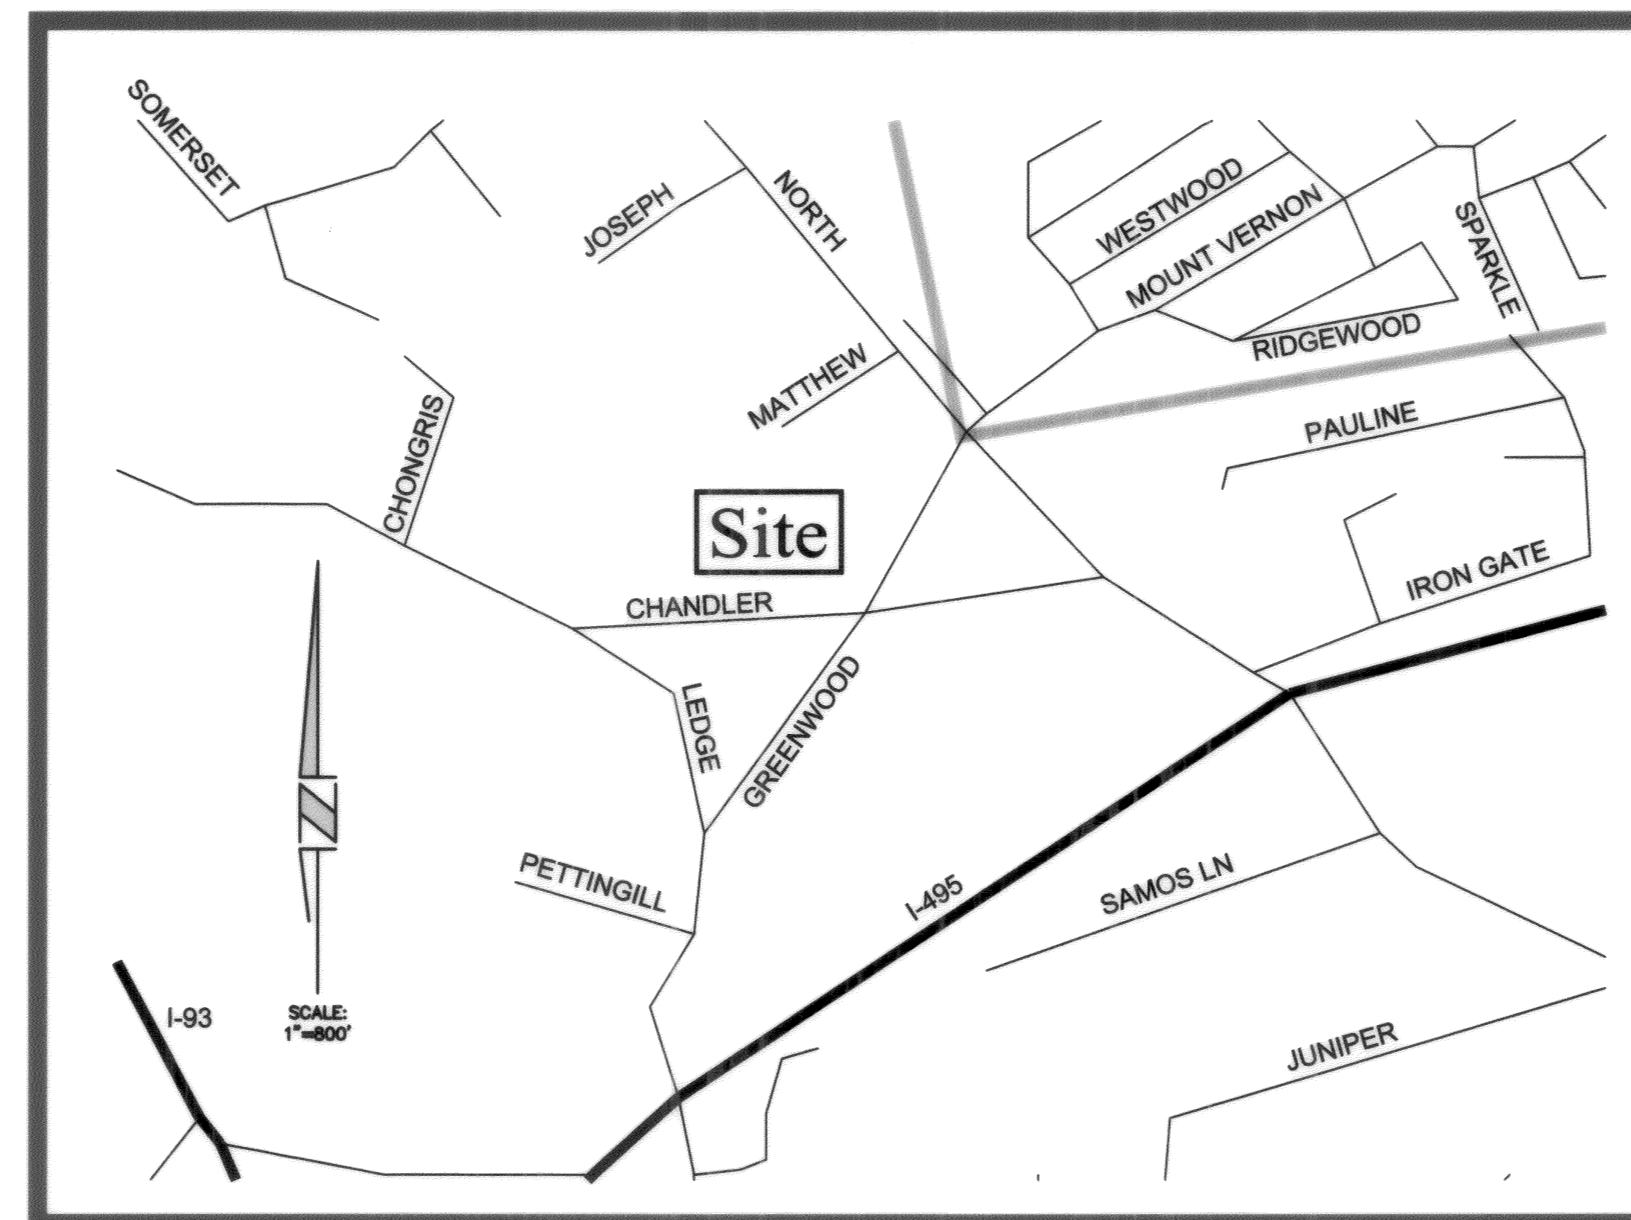 SOMERSET
JOSEPH
NORTH
WESTWOOD
MOUNT VERNON
SPARKLE
RIDGEWOOD
MATTHEW
CHONGRIS
PAULINE
Site
IRON GATE
CHANDLER
LEDGE
GREENWOOD
N
PETTINGILL
SAMOS LN
I-495
I-93
SCALE:
1"=800'
JUNIPER